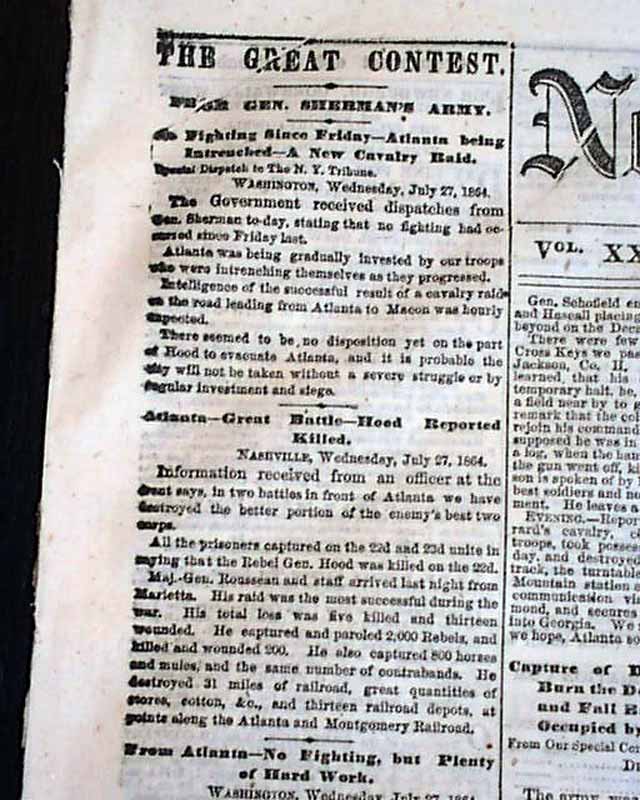 THE GREAT CONTEST.
FROM GEN. SHERMAN'S ARMY.
No Fighting Since Friday—Atlanta being
Intrenched—A New Cavalry Raid.
Special Dispatch to The N. Y. Tribune.
WASHINGTON, Wednesday, July 27, 1864.
The Government received dispatches from
Gen. Sherman to-day, stating that no fighting had oc-
curred since Friday last.
Atlanta was being gradually invested by our troops
who were intrenching themselves as they progressed.
Intelligence of the successful result of a cavalry raid
on the road leading from Atlanta to Macon was hourly
expected.
There seemed to be no disposition yet on the part
of Hood to evacuate Atlanta, and it is probable the
city will not be taken without a severe struggle or by
regular investment and siege.
Atlanta—Great Battle—Hood Reported
Killed.
NASHVILLE, Wednesday, July 27, 1864.
Information received from an officer at the
front says, in two battles in front of Atlanta we have
destroyed the better portion of the enemy's best two
corps.
All the prisoners captured on the 22d and 23d unite in
saying that the Rebel Gen. Hood was killed on the 22d.
Maj.-Gen. Rousseau and staff arrived last night from
Marietta. His raid was the most successful during the
war. His total loss was five killed and thirteen
wounded. He captured and paroled 2,000 Rebels, and
killed and wounded 200. He also captured 800 horses
and mules, and the same number of contrabands. He
destroyed 31 miles of railroad, great quantities of
stores, cotton, &c., and thirteen railroad depots, at
points along the Atlanta and Montgomery Railroad.
From Atlanta—No Fighting, but Plenty
of Hard Work.
WASHINGTON, Wednesday, July 27, 1864.
Ne
VOL. XX
Gen. Schofield
and Hascall placing
beyond on the
There were few
Cross Keys we
Jackson, Co. H,
learned, that his
temporary halt, he,
a field near by to
remark that the
rejoin his command
supposed he was in
a log, when the
the gun went off,
son is spoken of by
best soldiers and
ment. He leaves a
EVENING.—Repor
rard's cavalry,
troops, took
day, and destroyed
track, the turntable
Mountain station
communication
mond, and secures
into Georgia. We
we hope, Atlanta
Capture of
Burn the
and Fall
Occupied by
From Our Special
The army was